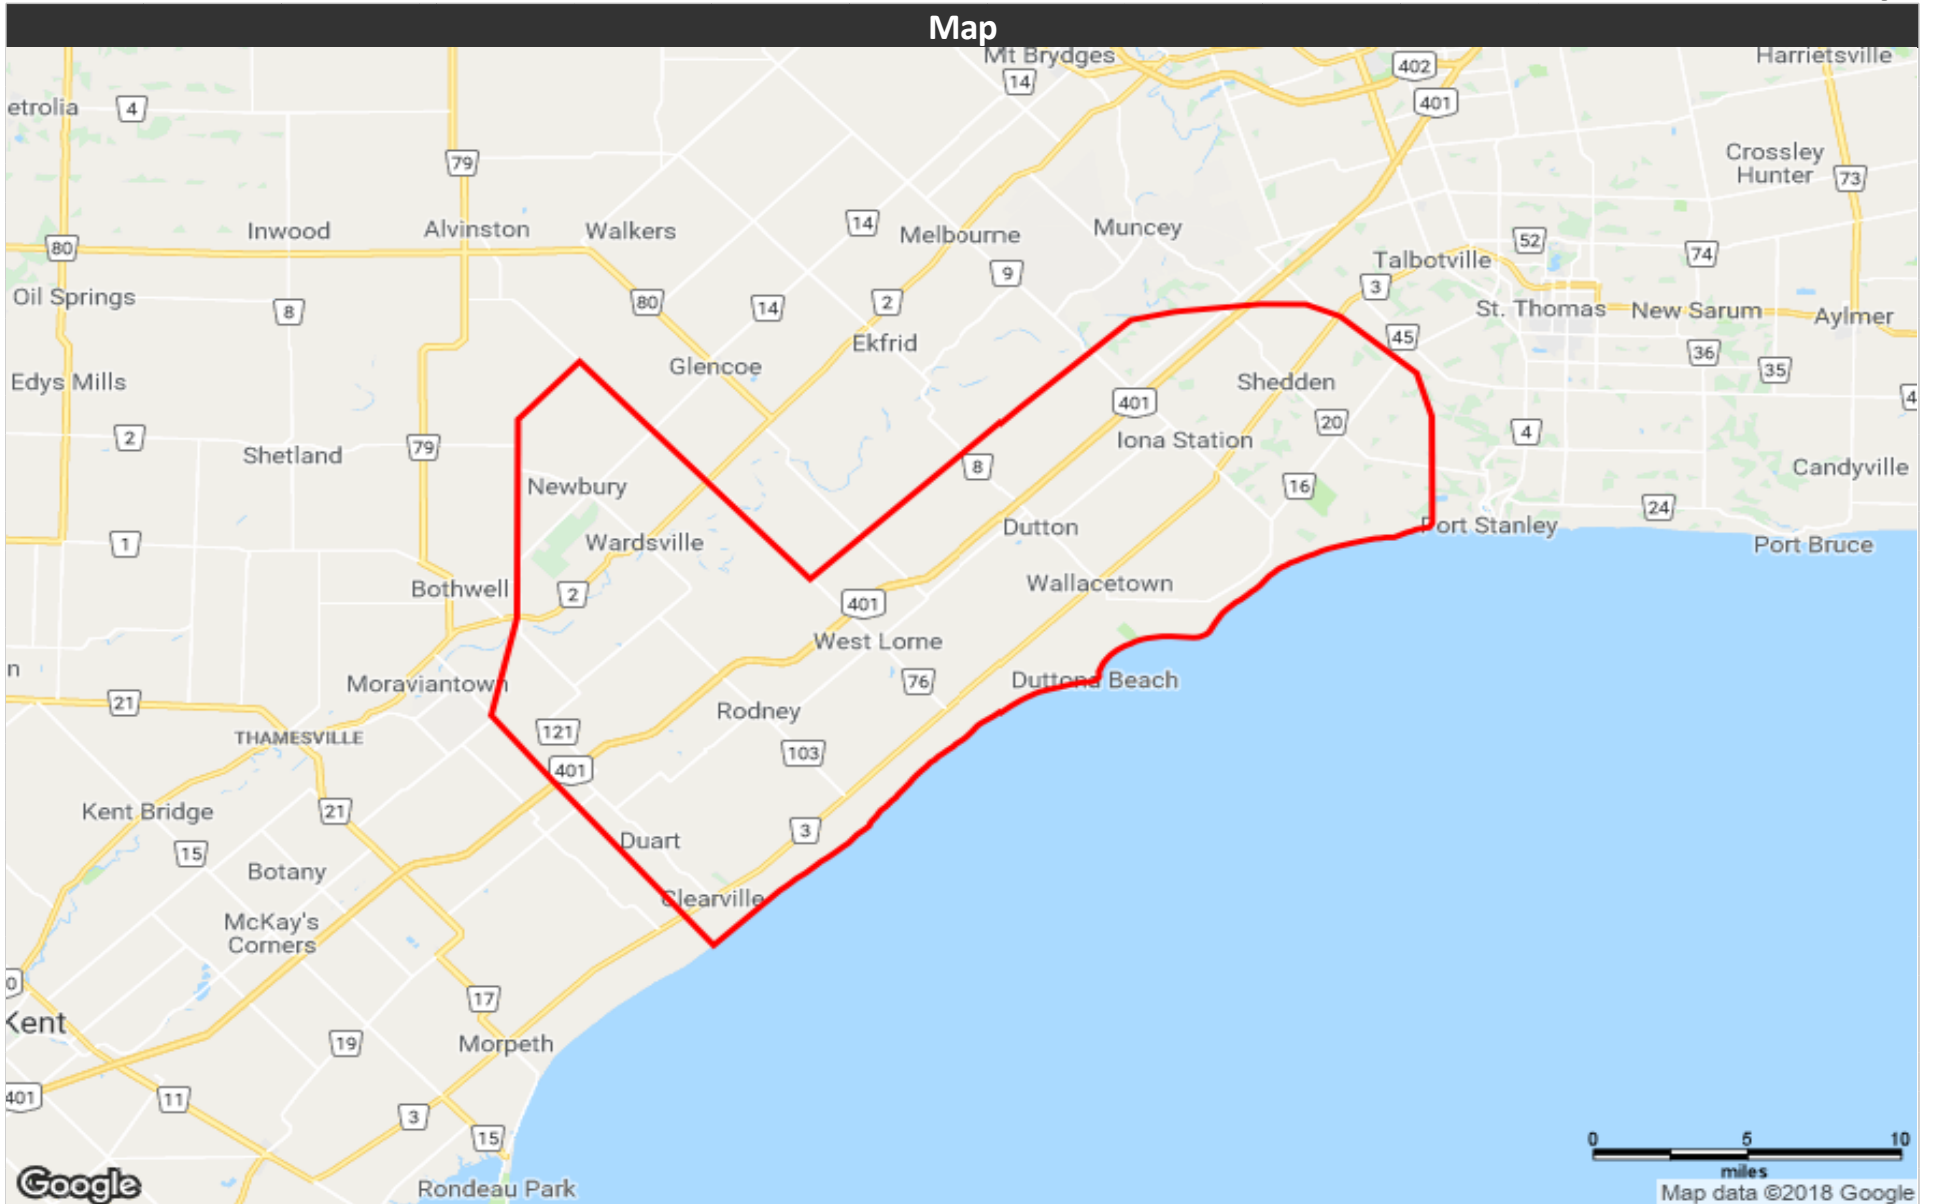 Map
Mt Brydges
Harrietsville
402
14
401
etrolia
4
79
Crossley
Hunter
73
14
Inwood
Alvinston
Walkers
Melbourne
Muncey
80
52
74
Talbotville
9
3
Oil Springs
8
80
14
2
St. Thomas
New Sarum
Aylmer
45
Ekfrid
36
Glencoe
35
Edys Mills
Shedden
401
4
20
2
79
Iona Station
4
Shetland
8
Candyville
Newbury
16
24
Dutton
Port Stanley
1
Wardsville
Port Bruce
Bothwell
2
Wallacetown
401
West Lorne
n
Moraviantown
76
Duttona Beach
21
Rodney
121
THAMESVILLE
103
401
Kent Bridge
21
3
Duart
15
Botany
Clearville
McKay's
Corners
0
17
Kent
19
Morpeth
401
11
3
15
0 5 10
miles
Google
Rondeau Park
Map data ©2018 Google